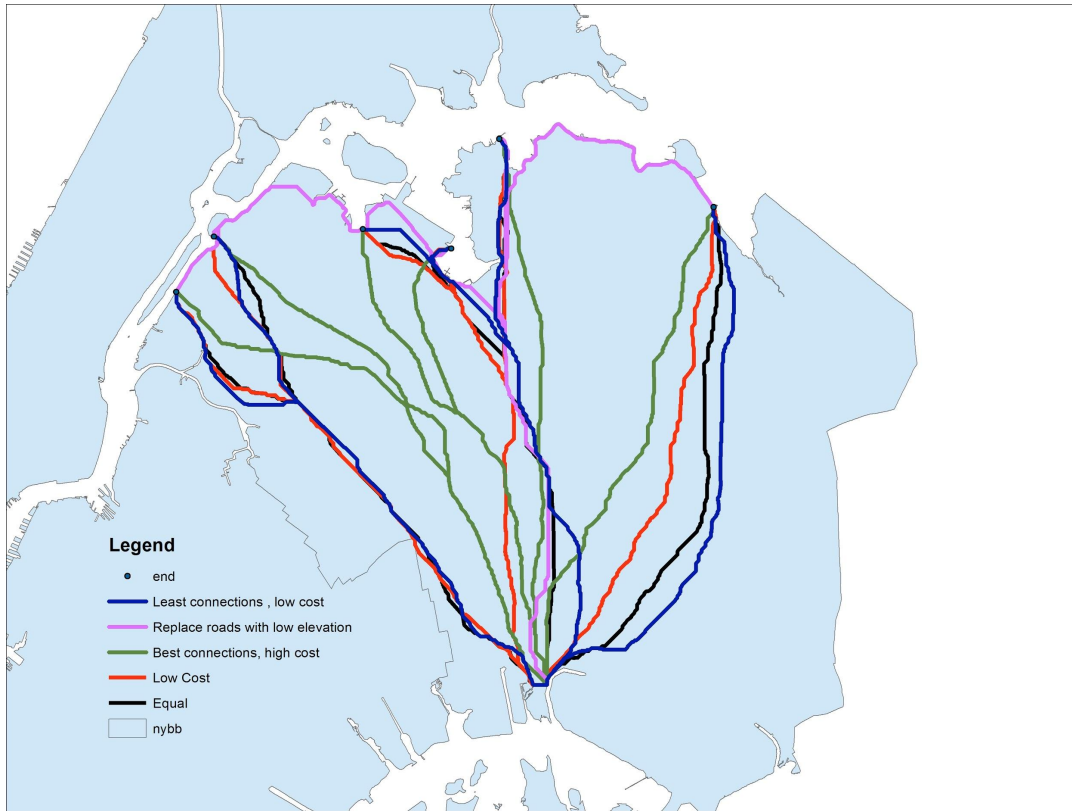 Legend
end
Least connections , low cost
Replace roads with low elevation
Best connections, high cost
Low Cost
Equal
nybb